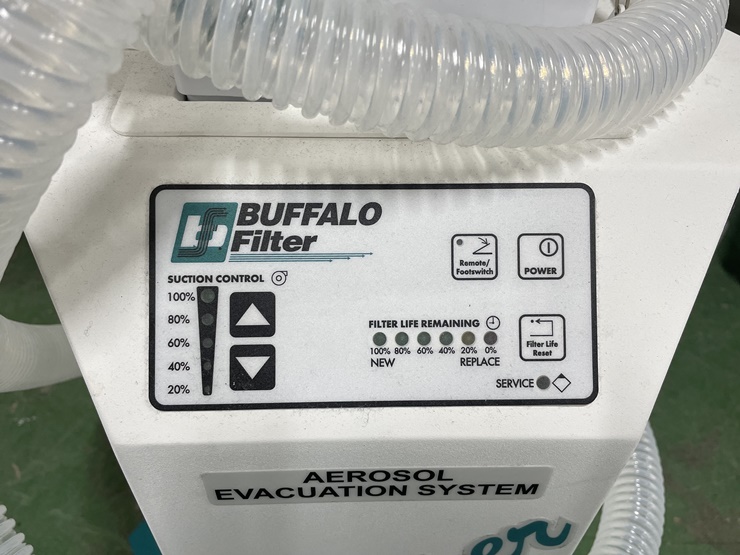 BUFFALO
Filter
SUCTION CONTROL
100%
80%
60%
40%
20%
Remote/
Footswitch
POWER
FILTER LIFE REMAINING
100% 80% 60% 40% 20% 0%
NEW REPLACE
Filter Life
Reset
SERVICE
AEROSOL
EVACUATION SYSTEM